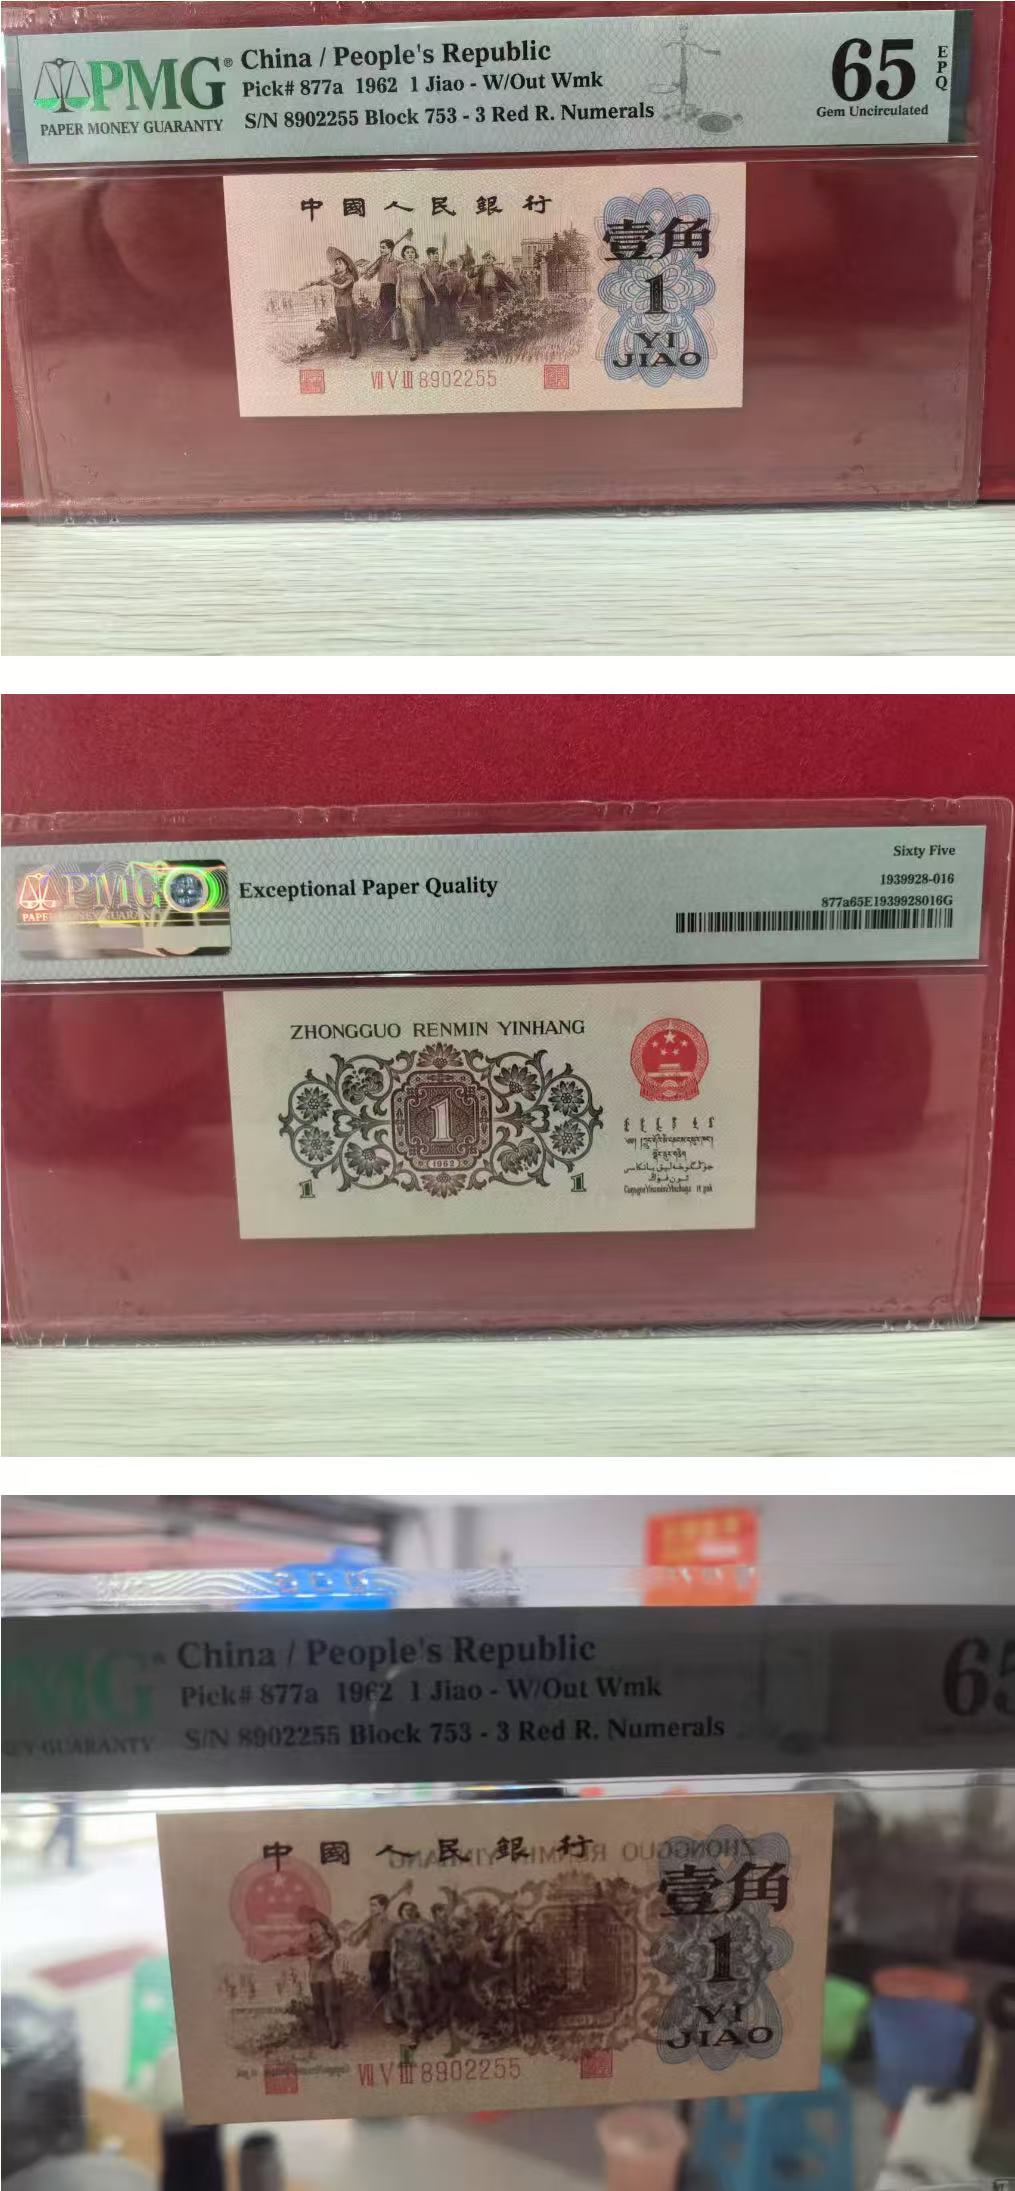 PMG®
PAPER MONEY GUARANTY
China / People's Republic
Pick# 877a 1962 1 Jiao - W/Out Wmk
S/N 8902255 Block 753 - 3 Red R. Numerals
65
EPQ
Gem Uncirculated
中國人民銀行
壹角
1
YI
JIAO
Ⅶ Ⅴ Ⅲ 8902255
PMG
Exceptional Paper Quality
Sixty Five
1939928-016
877a65E1939928016G
ZHONGGUO RENMIN YINHANG
1
(1962)
1
1
China / People's Republic
Pick# 877a 1962 1 Jiao - W/Out Wmk
S/N 8902255 Block 753 - 3 Red R. Numerals
65
中國人民銀行
壹角
1
YI
JIAO
Ⅶ Ⅴ Ⅲ 8902255